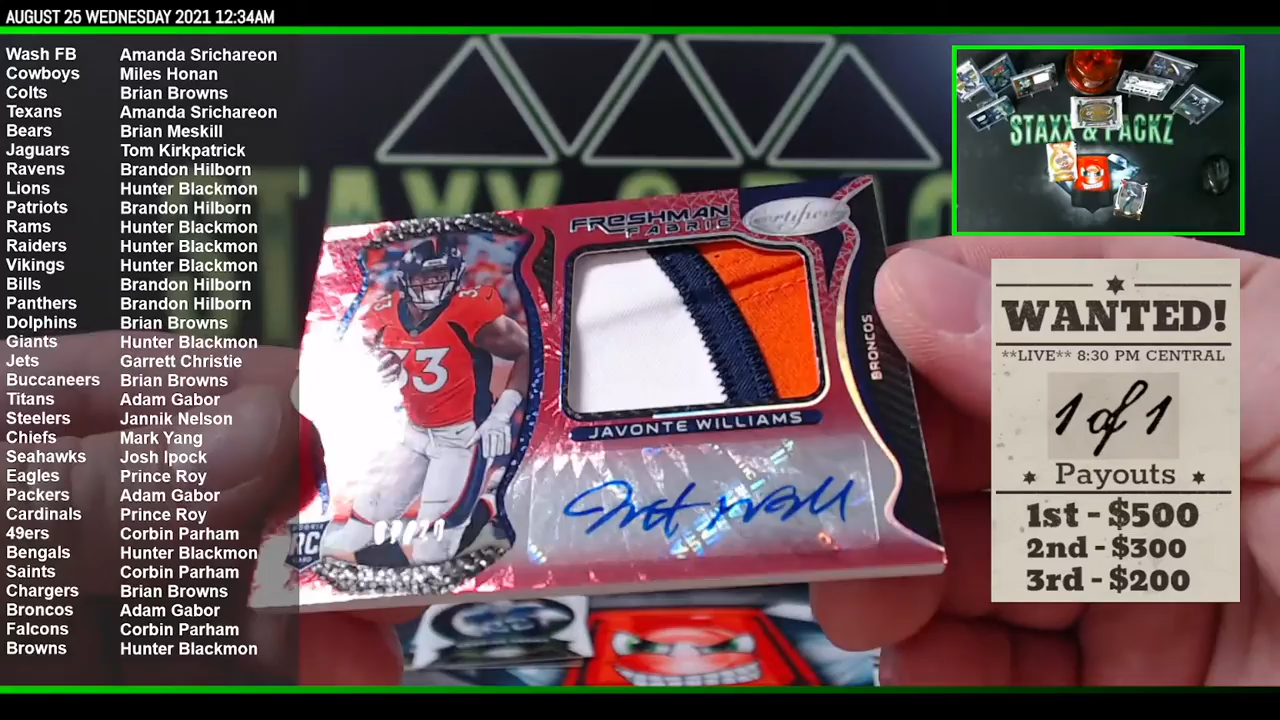 AUGUST 25 WEDNESDAY 2021 12:34AM
Wash FB Amanda Srichareon
Cowboys Miles Honan
Colts Brian Browns
Texans Amanda Srichareon
Bears Brian Meskill
Jaguars Tom Kirkpatrick
Ravens Brandon Hilborn
Lions Hunter Blackmon
Patriots Brandon Hilborn
Rams Hunter Blackmon
Raiders Hunter Blackmon
Vikings Hunter Blackmon
Bills Brandon Hilborn
Panthers Brandon Hilborn
Dolphins Brian Browns
Giants Hunter Blackmon
Jets Garrett Christie
Buccaneers Brian Browns
Titans Adam Gabor
Steelers Jannik Nelson
Chiefs Mark Yang
Seahawks Josh Ipock
Eagles Prince Roy
Packers Adam Gabor
Cardinals Prince Roy
49ers Corbin Parham
Bengals Hunter Blackmon
Saints Corbin Parham
Chargers Brian Browns
Broncos Adam Gabor
Falcons Corbin Parham
Browns Hunter Blackmon
FRESHMAN
FABRIC
Certified
33
33
BRONCOS
JAVONTE WILLIAMS
RC
STAXX & PACKZ
WANTED!
**LIVE** 8:30 PM CENTRAL
1 of 1
Payouts
1st - $500
2nd - $300
3rd - $200